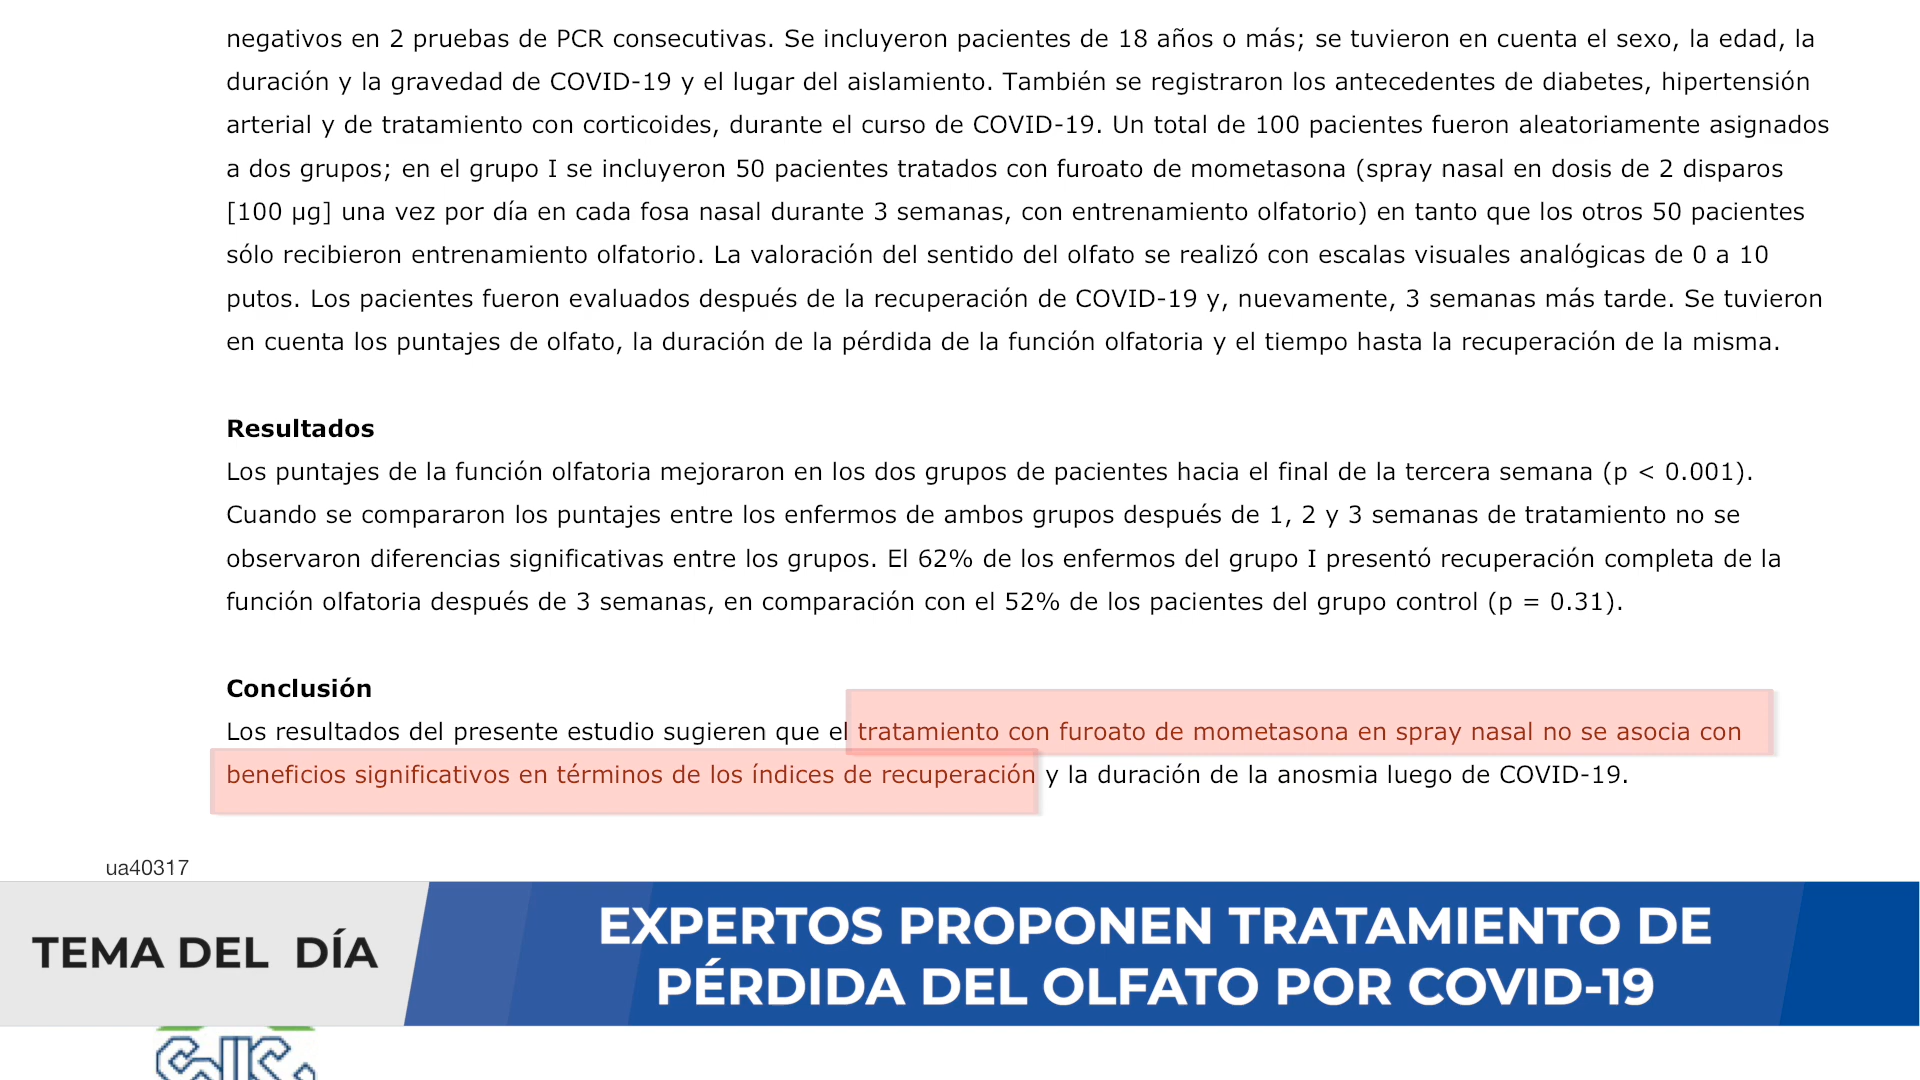 negativos en 2 pruebas de PCR consecutivas. Se incluyeron pacientes de 18 años o más; se tuvieron en cuenta el sexo, la edad, la
duración y la gravedad de COVID-19 y el lugar del aislamiento. También se registraron los antecedentes de diabetes, hipertensión
arterial y de tratamiento con corticoides, durante el curso de COVID-19. Un total de 100 pacientes fueron aleatoriamente asignados
a dos grupos; en el grupo I se incluyeron 50 pacientes tratados con furoato de mometasona (spray nasal en dosis de 2 disparos
[100 µg] una vez por día en cada fosa nasal durante 3 semanas, con entrenamiento olfatorio) en tanto que los otros 50 pacientes
sólo recibieron entrenamiento olfatorio. La valoración del sentido del olfato se realizó con escalas visuales analógicas de 0 a 10
putos. Los pacientes fueron evaluados después de la recuperación de COVID-19 y, nuevamente, 3 semanas más tarde. Se tuvieron
en cuenta los puntajes de olfato, la duración de la pérdida de la función olfatoria y el tiempo hasta la recuperación de la misma.
Resultados
Los puntajes de la función olfatoria mejoraron en los dos grupos de pacientes hacia el final de la tercera semana (p < 0.001).
Cuando se compararon los puntajes entre los enfermos de ambos grupos después de 1, 2 y 3 semanas de tratamiento no se
observaron diferencias significativas entre los grupos. El 62% de los enfermos del grupo I presentó recuperación completa de la
función olfatoria después de 3 semanas, en comparación con el 52% de los pacientes del grupo control (p = 0.31).
Conclusión
Los resultados del presente estudio sugieren que el tratamiento con furoato de mometasona en spray nasal no se asocia con
beneficios significativos en términos de los índices de recuperación y la duración de la anosmia luego de COVID-19.
ua40317
TEMA DEL DÍA
EXPERTOS PROPONEN TRATAMIENTO DE
PÉRDIDA DEL OLFATO POR COVID-19